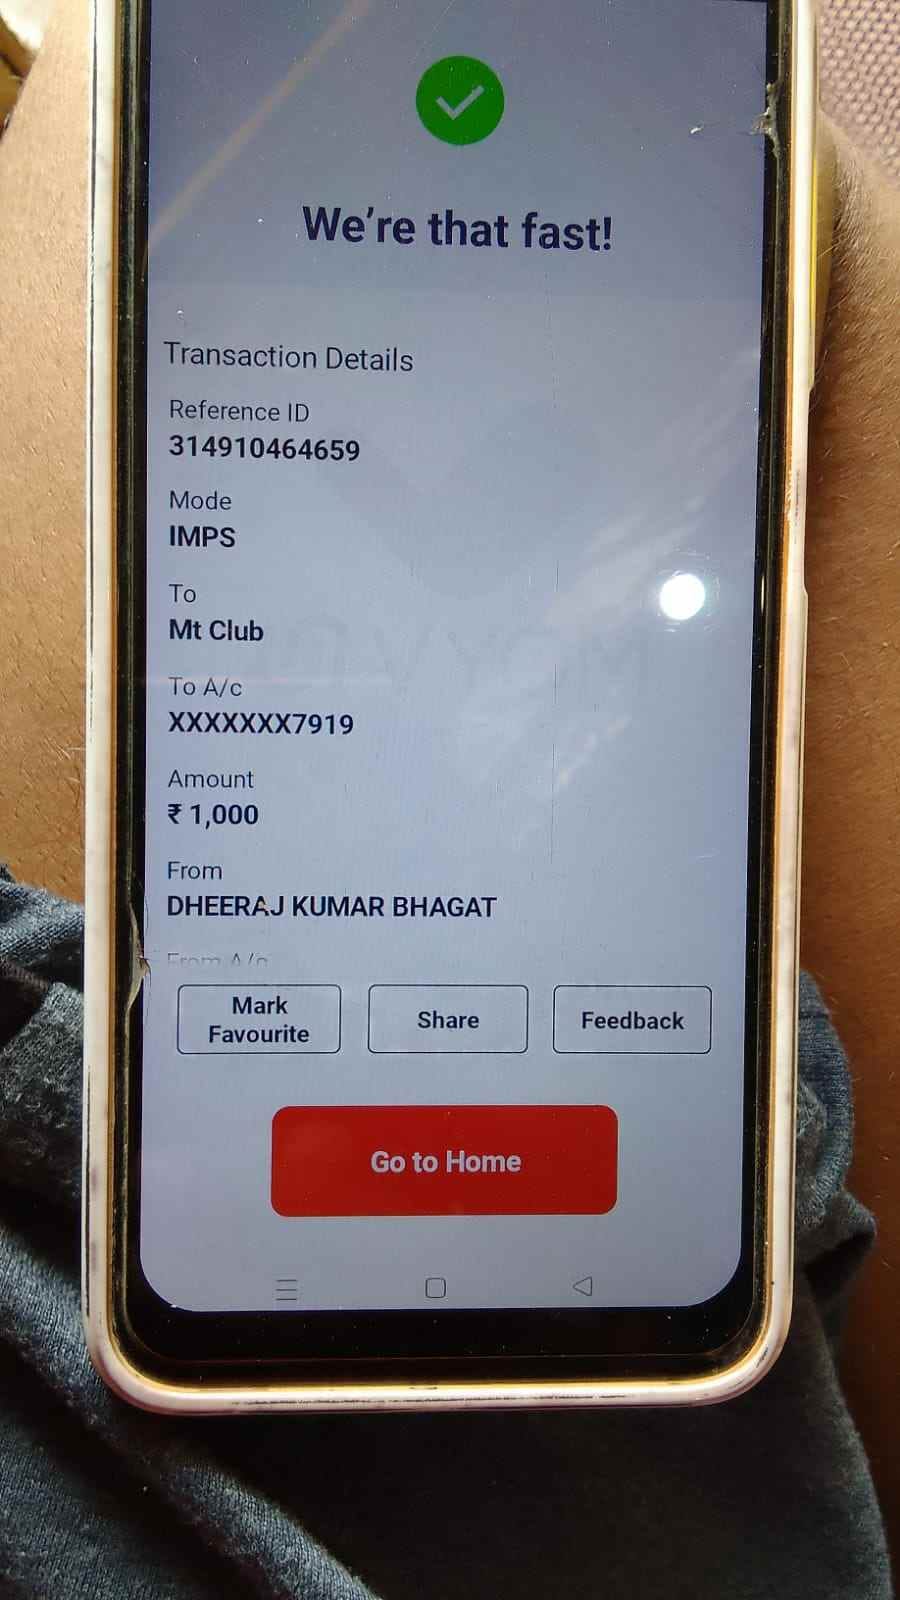 We're that fast!
Transaction Details
Reference ID
314910464659
Mode
IMPS
To
Mt Club
To A/c
XXXXXXX7919
Amount
₹ 1,000
From
DHEERAJ KUMAR BHAGAT
From A/c
Mark
Favourite
Share
Feedback
Go to Home